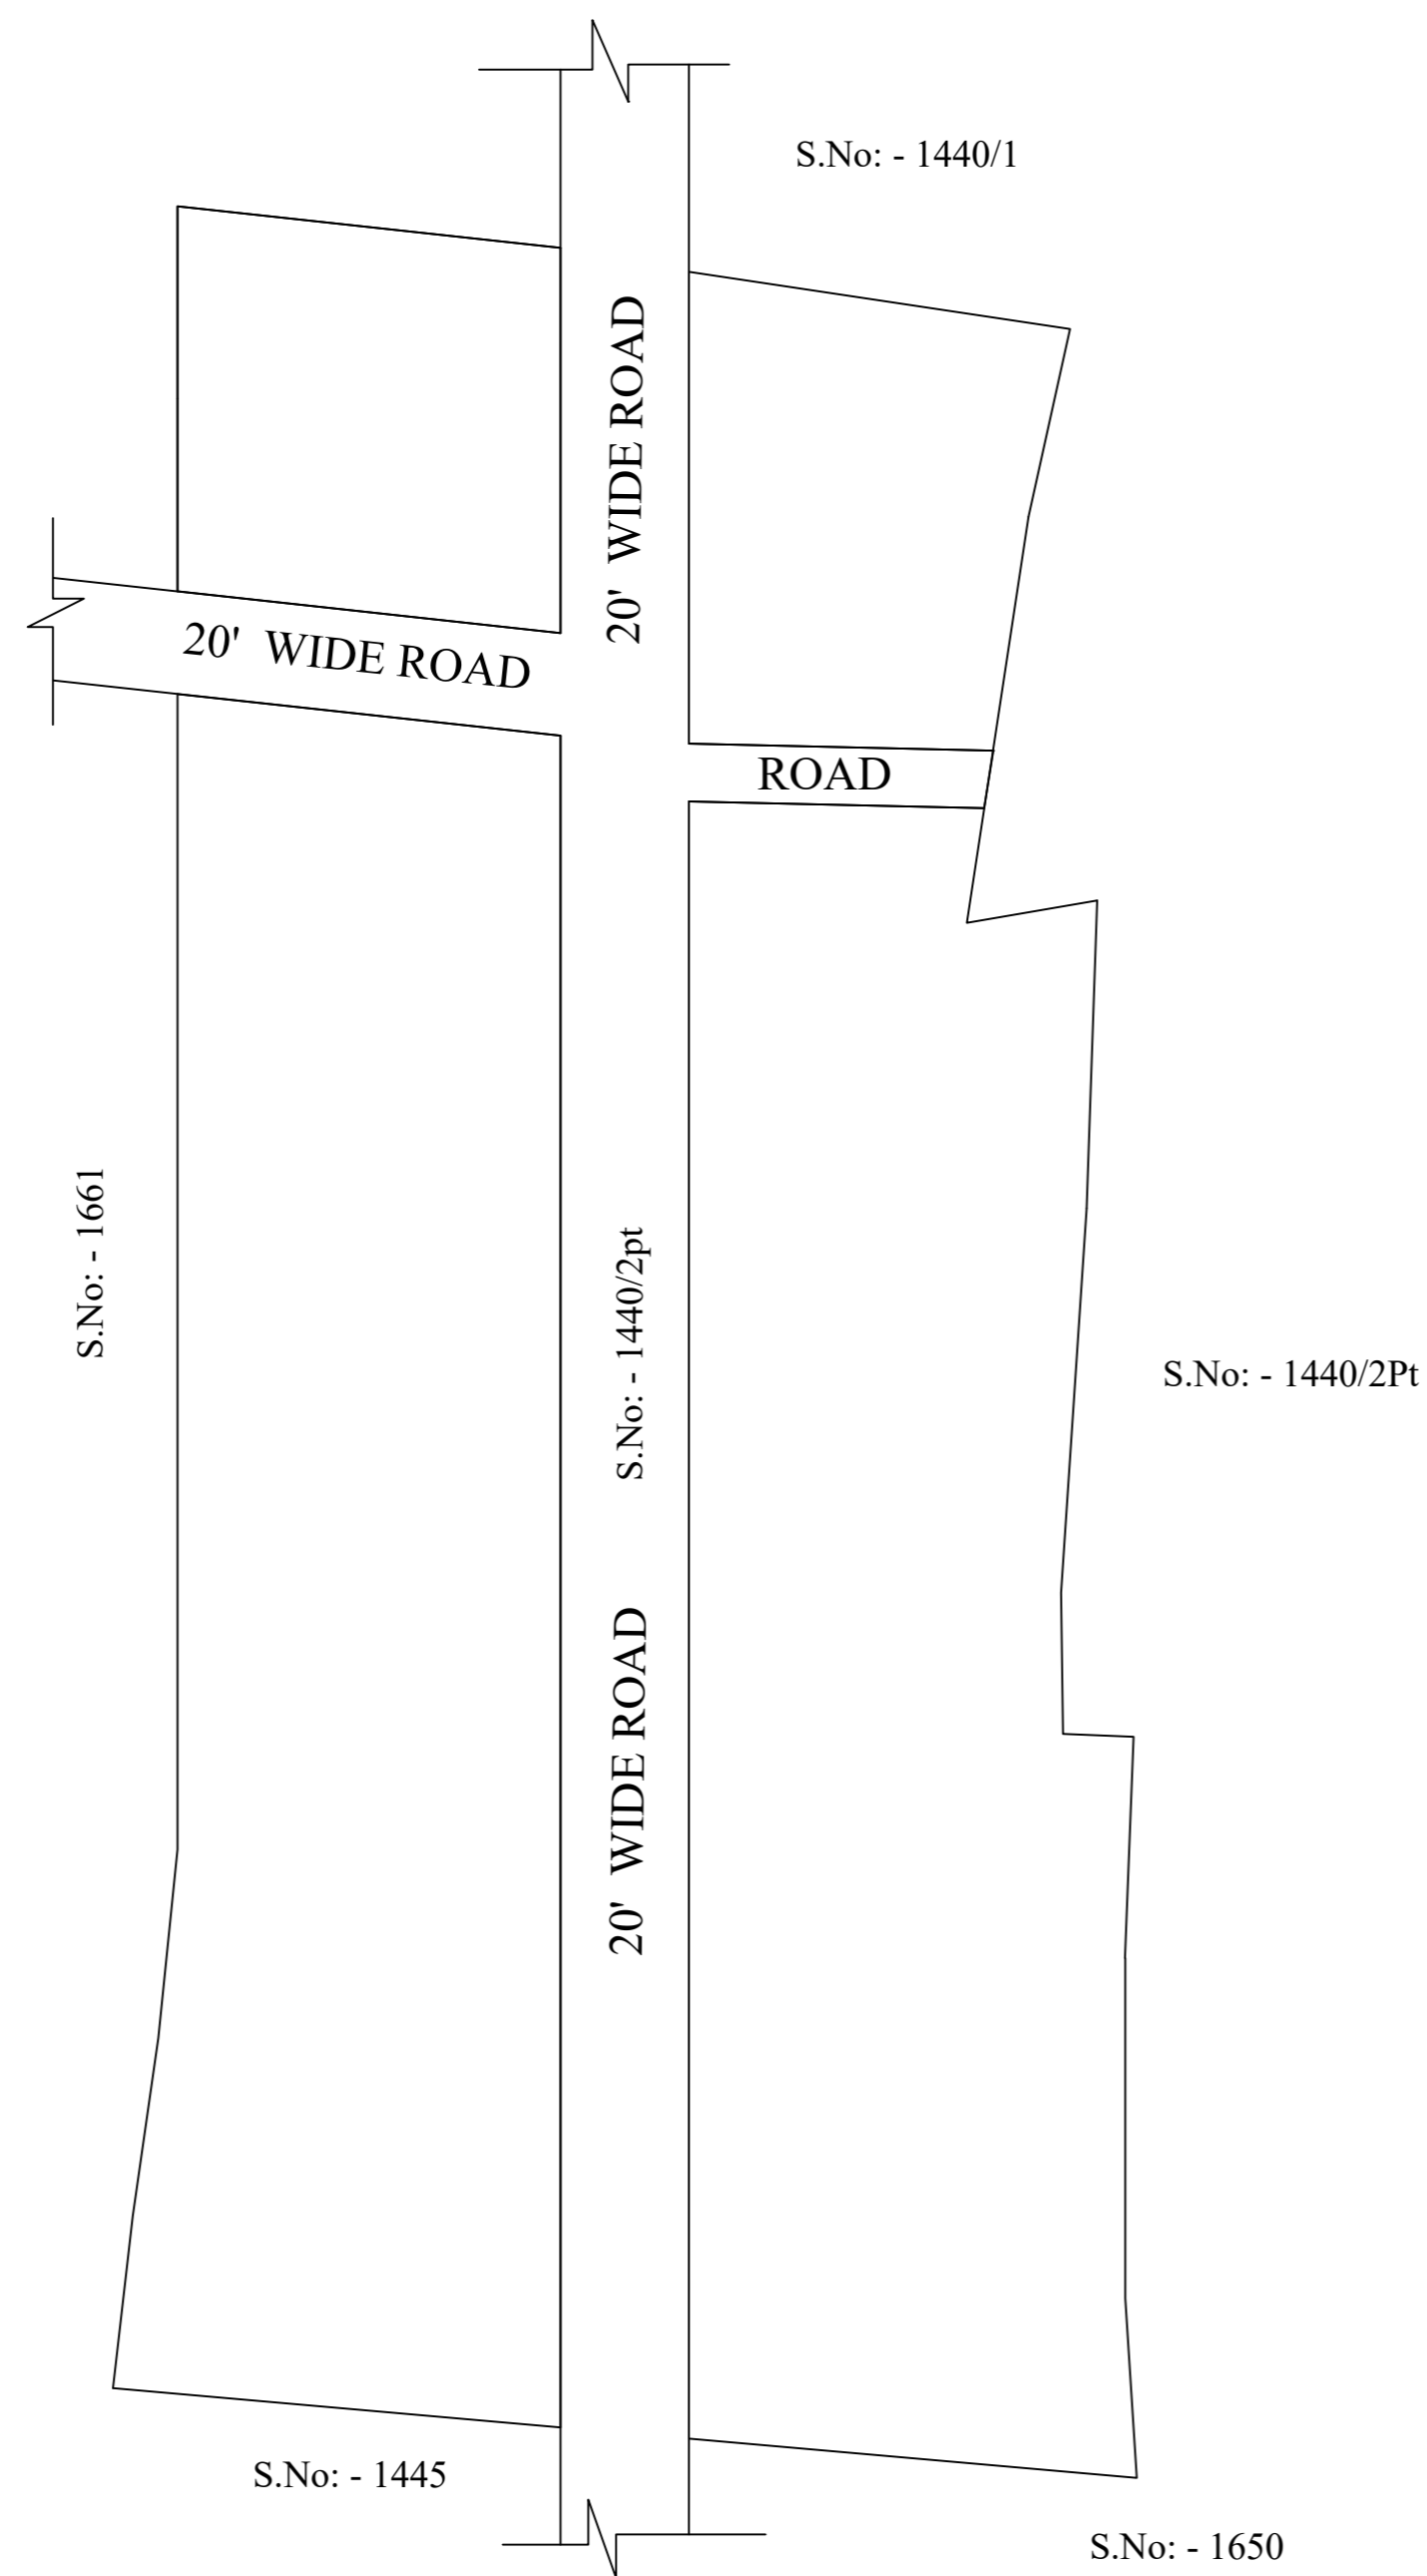 S.No: - 1440/1
20' WIDE ROAD
20' WIDE ROAD
ROAD
S.No: - 1661
S.No: - 1440/2pt
S.No: - 1440/2Pt
20' WIDE ROAD
S.No: - 1445
S.No: - 1650